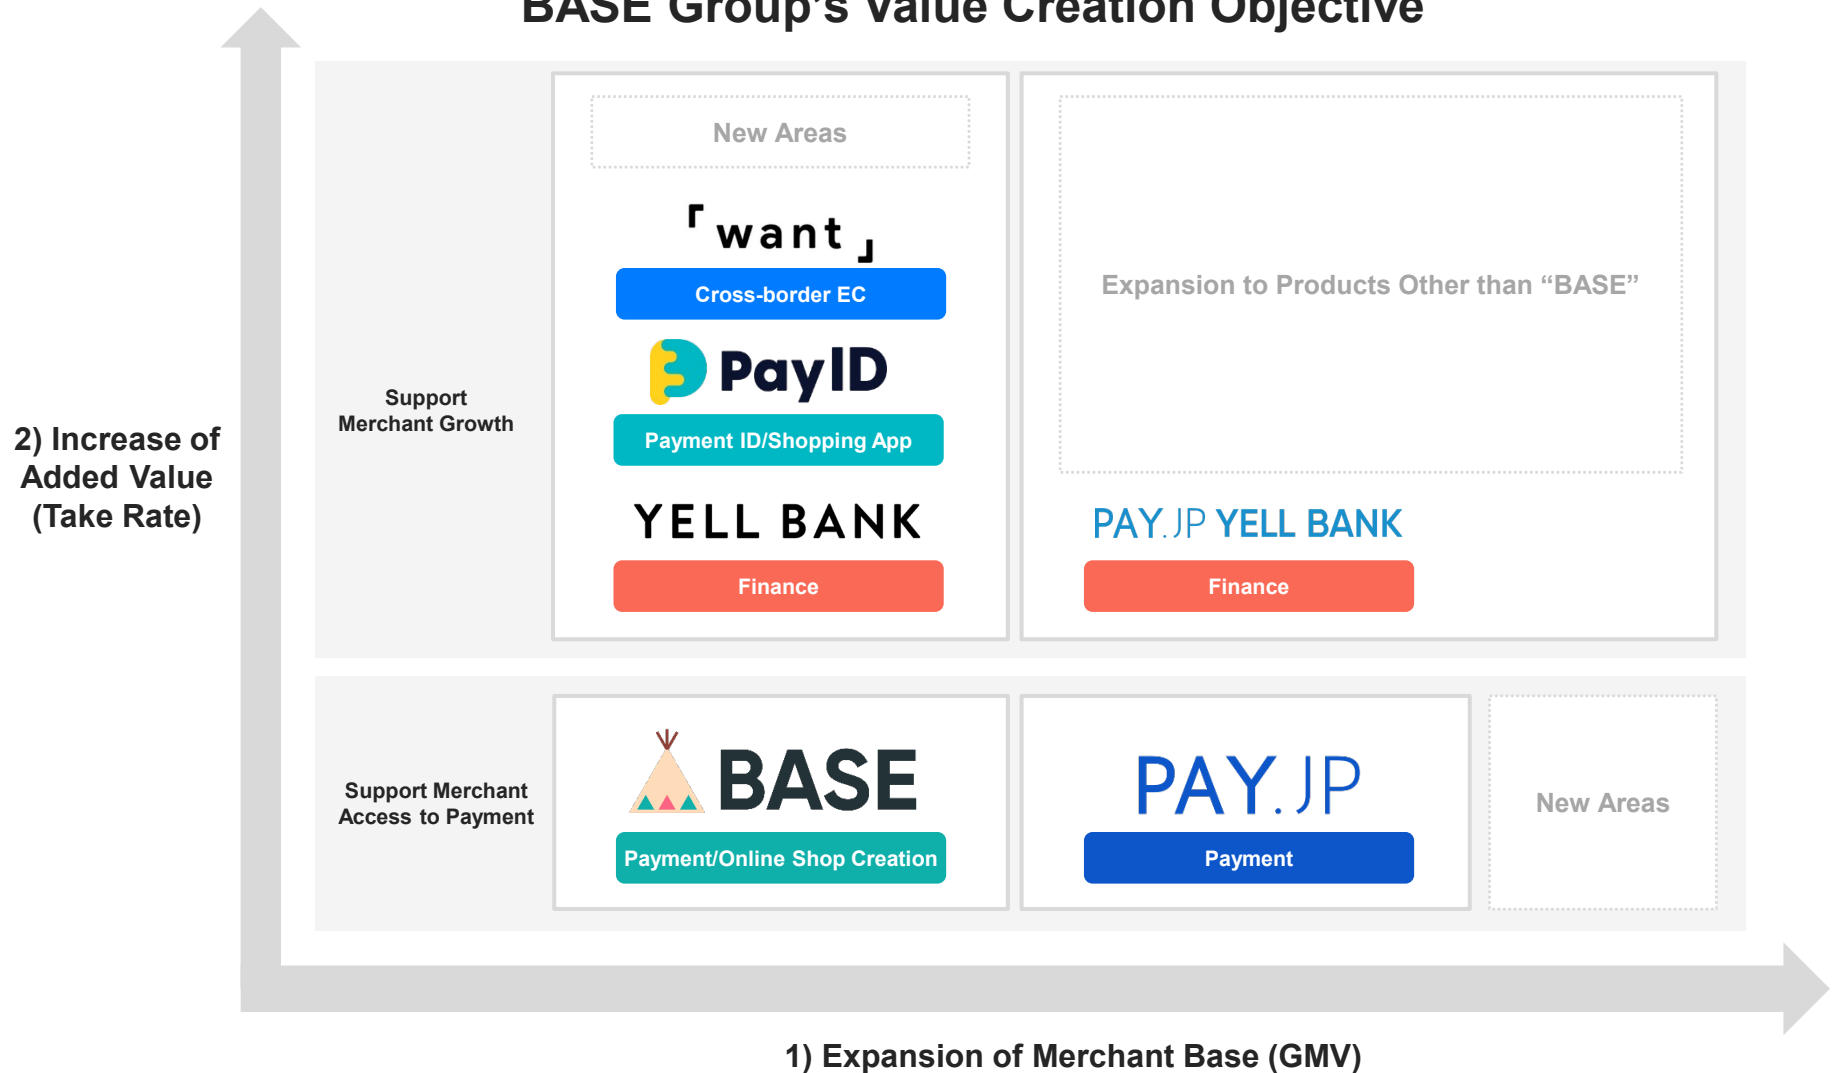 BASE Group's Value Creation Objective
2) Increase of
Added Value
(Take Rate)
Support
Merchant Growth
New Areas
「want」
Cross-border EC
PayID
Payment ID/Shopping App
YELL BANK
Finance
Expansion to Products Other than “BASE”
PAY.JP YELL BANK
Finance
Support Merchant
Access to Payment
BASE
Payment/Online Shop Creation
PAY.JP
Payment
New Areas
1) Expansion of Merchant Base (GMV)